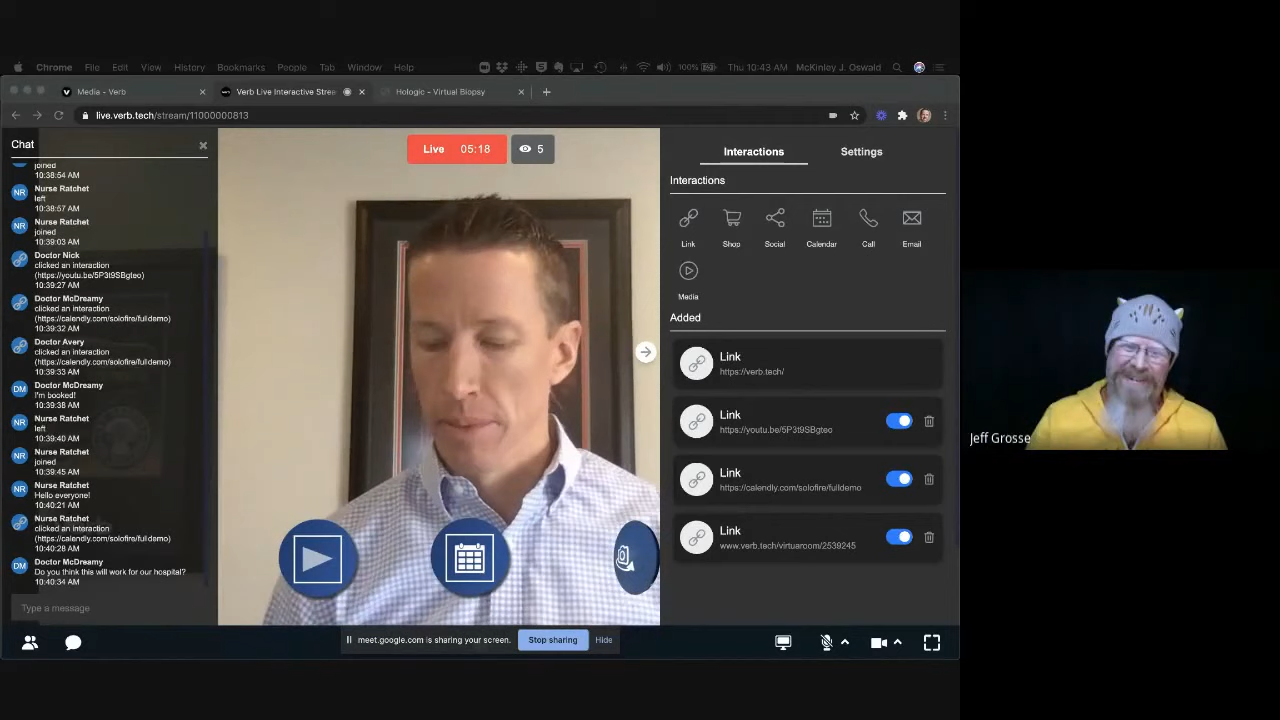 Chrome File Edit View History Bookmarks People Tab Window Help
100% Thu 10:43 AM McKinley J. Oswald
Media - Verb
Verb Live Interactive Strea
Hologic - Virtual Biopsy
live.verb.tech/stream/11000000813
Chat
joined
10:38:54 AM
NR
Nurse Ratchet
left
10:38:57 AM
NR
Nurse Ratchet
joined
10:39:03 AM
Doctor Nick
clicked an interaction
(https://youtu.be/5P3t9SBgteo)
10:39:27 AM
Doctor McDreamy
clicked an interaction
(https://calendly.com/solofire/fulldemo)
10:39:32 AM
Doctor Avery
clicked an interaction
(https://calendly.com/solofire/fulldemo)
10:39:33 AM
DM
Doctor McDreamy
I'm booked!
10:39:38 AM
NR
Nurse Ratchet
left
10:39:40 AM
NR
Nurse Ratchet
joined
10:39:45 AM
NR
Nurse Ratchet
Hello everyone!
10:40:21 AM
Nurse Ratchet
clicked an interaction
(https://calendly.com/solofire/fulldemo)
10:40:28 AM
DM
Doctor McDreamy
Do you think this will work for our hospital?
10:40:34 AM
Type a message
Live 05:18
5
Interactions
Settings
Interactions
Link Shop Social Calendar Call Email
Media
Added
Link
https://verb.tech/
Link
https://youtu.be/5P3t9SBgteo
Link
https://calendly.com/solofire/fulldemo
Link
www.verb.tech/virtuaroom/2539245
meet.google.com is sharing your screen.
Stop sharing
Hide
Jeff Grosse